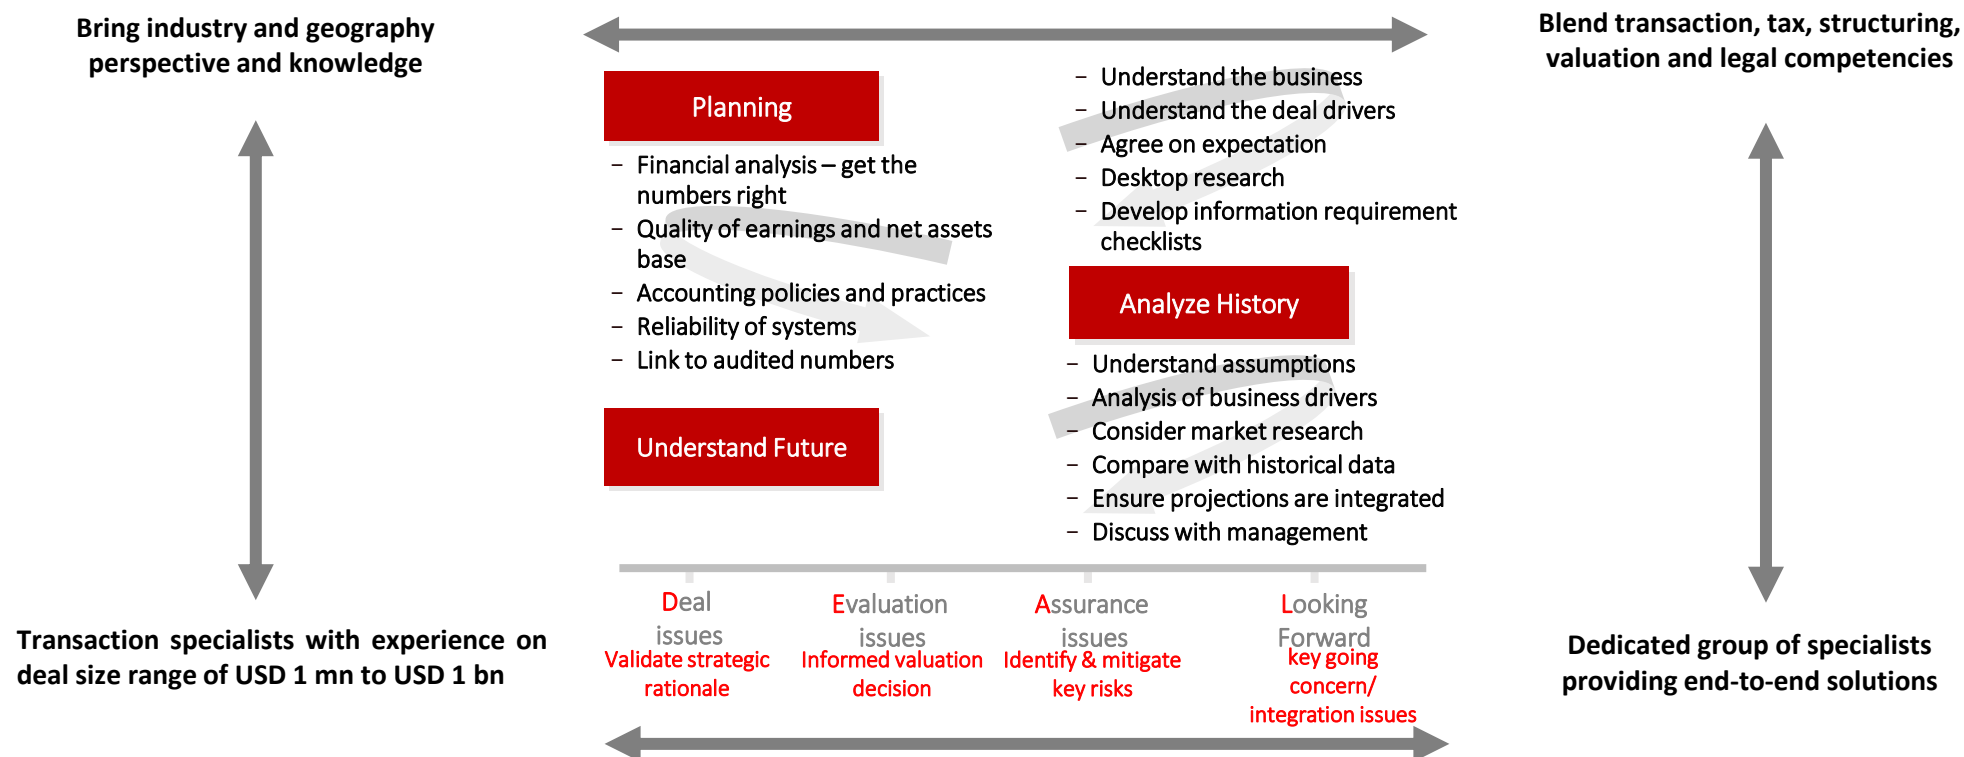 Bring industry and geography
perspective and knowledge
Blend transaction, tax, structuring,
valuation and legal competencies
Planning
– Understand the business
– Understand the deal drivers
– Agree on expectation
– Desktop research
– Develop information requirement
checklists
– Financial analysis – get the
numbers right
– Quality of earnings and net assets
base
– Accounting policies and practices
– Reliability of systems
– Link to audited numbers
Analyze History
Understand Future
– Understand assumptions
– Analysis of business drivers
– Consider market research
– Compare with historical data
– Ensure projections are integrated
– Discuss with management
Deal
issues
Validate strategic
rationale
Evaluation
issues
Informed valuation
decision
Assurance
issues
Identify & mitigate
key risks
Looking
Forward
key going
concern/
integration issues
Transaction specialists with experience on
deal size range of USD 1 mn to USD 1 bn
Dedicated group of specialists
providing end-to-end solutions